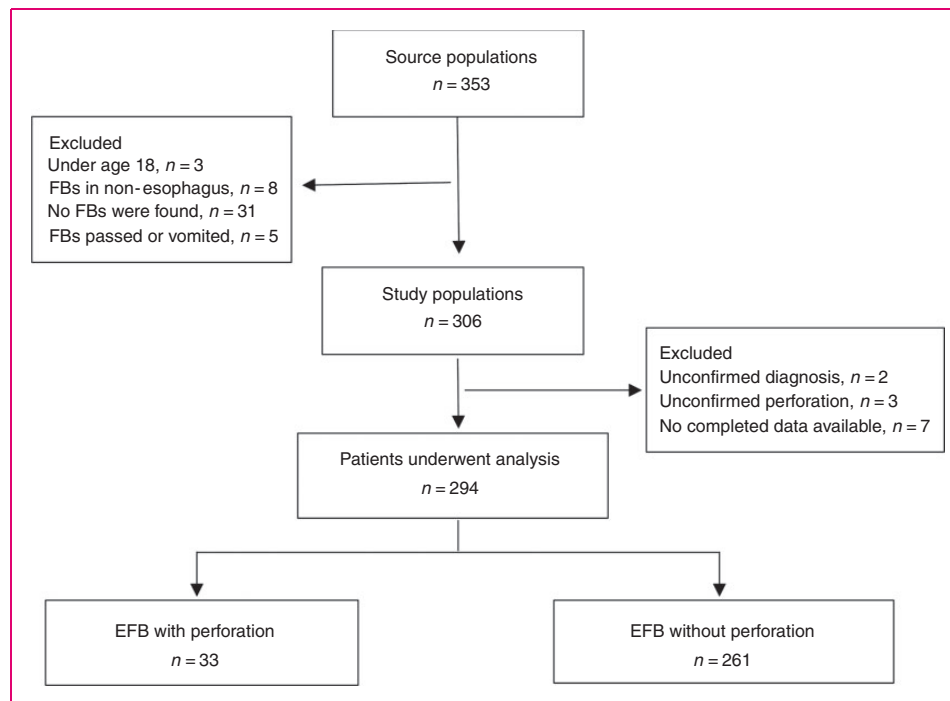 Source populations
n = 353
Excluded
Under age 18, n = 3
FBs in non-esophagus, n = 8
No FBs were found, n = 31
FBs passed or vomited, n = 5
Study populations
n = 306
Excluded
Unconfirmed diagnosis, n = 2
Unconfirmed perforation, n = 3
No completed data available, n = 7
Patients underwent analysis
n = 294
EFB with perforation
n = 33
EFB without perforation
n = 261